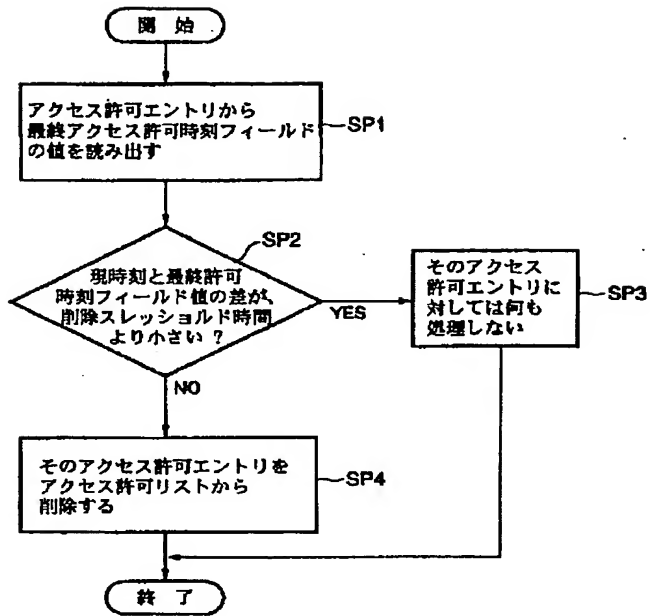 開 始
アクセス許可エントリから
最終アクセス許可時刻フィールド
の値を読み出す
SP1
SP2
現時刻と最終許可
時刻フィールド値の差が、
削除スレッショルド時間
より小さい ?
YES
そのアクセス
許可エントリに
対しては何も
処理しない
SP3
NO
そのアクセス許可エントリを
アクセス許可リストから
削除する
SP4
終 了